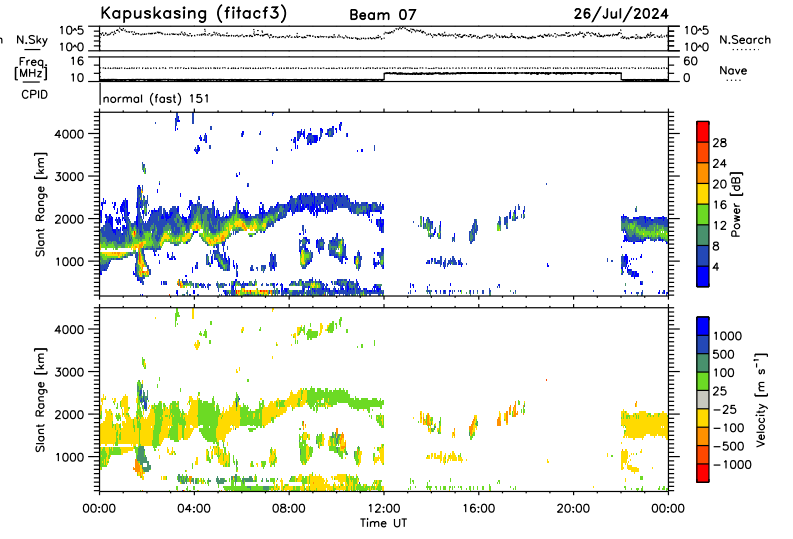 Kapuskasing (fitacf3) Beam 07 26/Jul/2024
n N.Sky 10^5 10^5
10^0 10^0 N.Search
Freq. 16 60
[MHz] 10 0 Nave
CPID normal (fast) 151
Slant Range [km]
4000
3000
2000
1000
28
24
20
16
12
8
4
Power [dB]
Slant Range [km]
4000
3000
2000
1000
1000
500
100
25
-25
-100
-500
-1000
Velocity [m s⁻¹]
00:00 04:00 08:00 12:00 16:00 20:00 00:00
Time UT